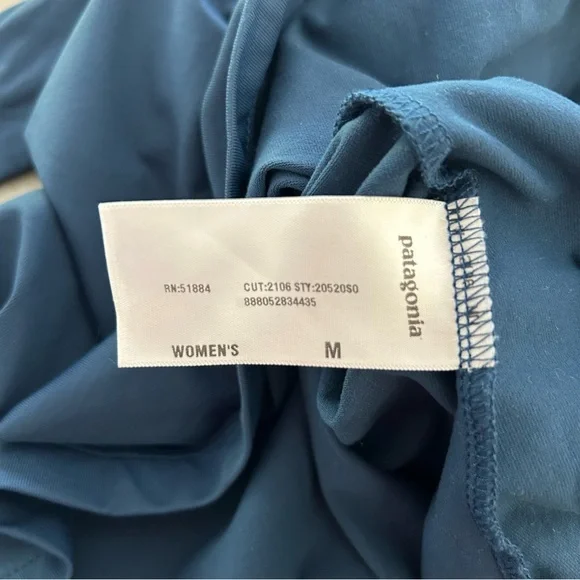 RN:51884
CUT:2106 STY:20520S0
888052834435
WOMEN'S M
patagonia